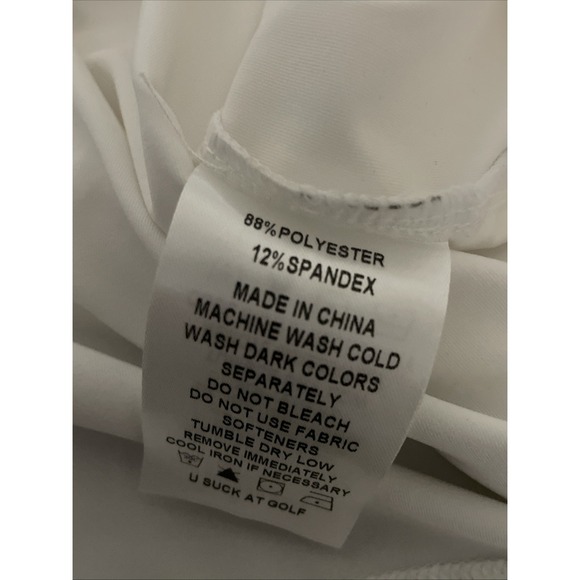 88%POLYESTER
12%SPANDEX
MADE IN CHINA
MACHINE WASH COLD
WASH DARK COLORS
SEPARATELY
DO NOT BLEACH
DO NOT USE FABRIC
SOFTENERS
TUMBLE DRY LOW
REMOVE IMMEDIATELY
COOL IRON IF NECESSARY
U SUCK AT GOLF